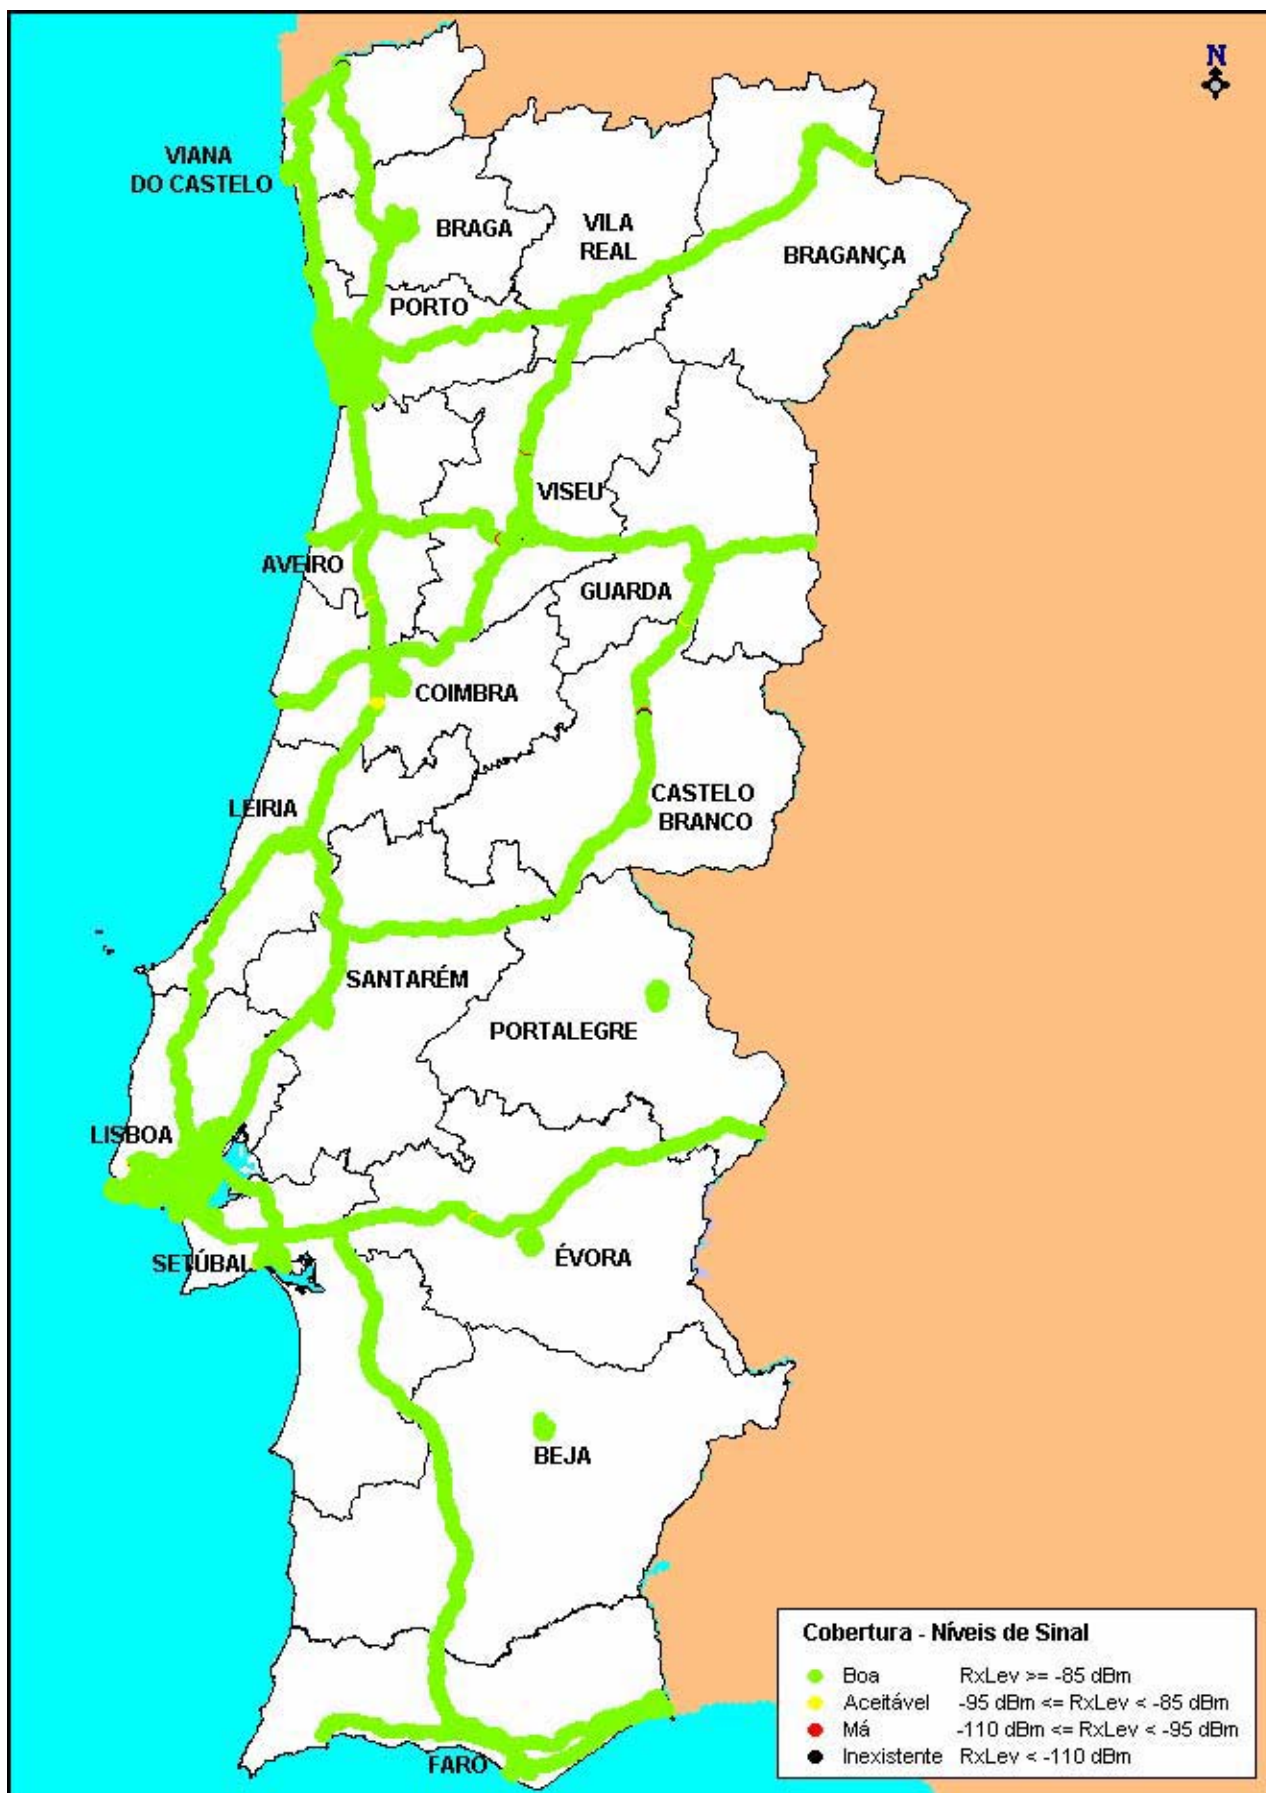 N
VIANA
DO CASTELO
BRAGA
VILA
REAL
BRAGANÇA
PORTO
VISEU
AVEIRO
GUARDA
COIMBRA
LEIRIA
CASTELO
BRANCO
SANTARÉM
PORTALEGRE
LISBOA
SETÚBAL
ÉVORA
BEJA
FARO
Cobertura - Níveis de Sinal
Boa RxLev >= -85 dBm
Aceitável -95 dBm <= RxLev < -85 dBm
Má -110 dBm <= RxLev < -95 dBm
Inexistente RxLev < -110 dBm